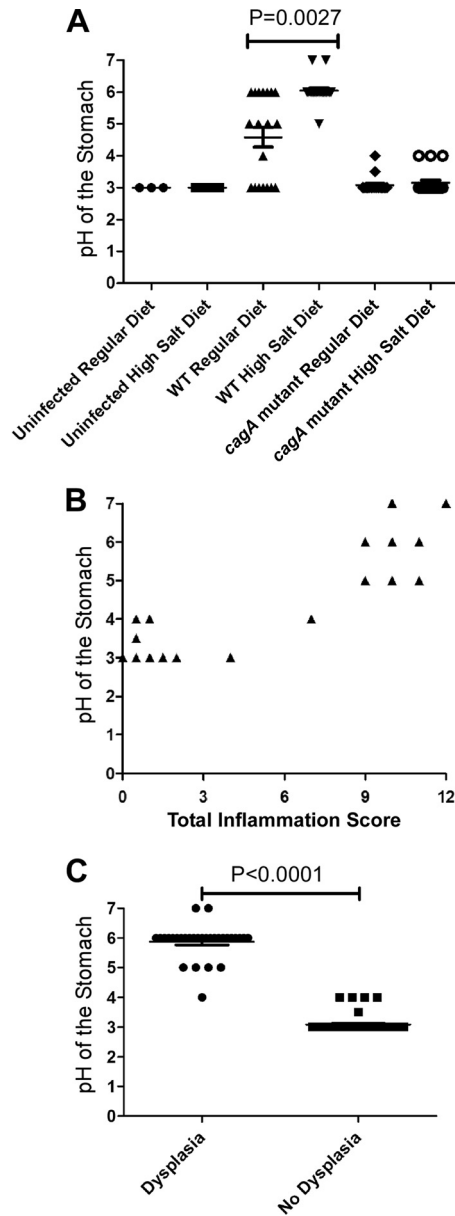 A
P=0.0027
pH of the Stomach
7
6
5
4
3
2
1
0
Uninfected Regular Diet
Uninfected High Salt Diet
WT Regular Diet
WT High Salt Diet
cagA mutant Regular Diet
cagA mutant High Salt Diet
B
pH of the Stomach
7
6
5
4
3
2
1
0
0 3 6 9 12
Total Inflammation Score
C
P<0.0001
pH of the Stomach
7
6
5
4
3
2
1
0
Dysplasia
No Dysplasia